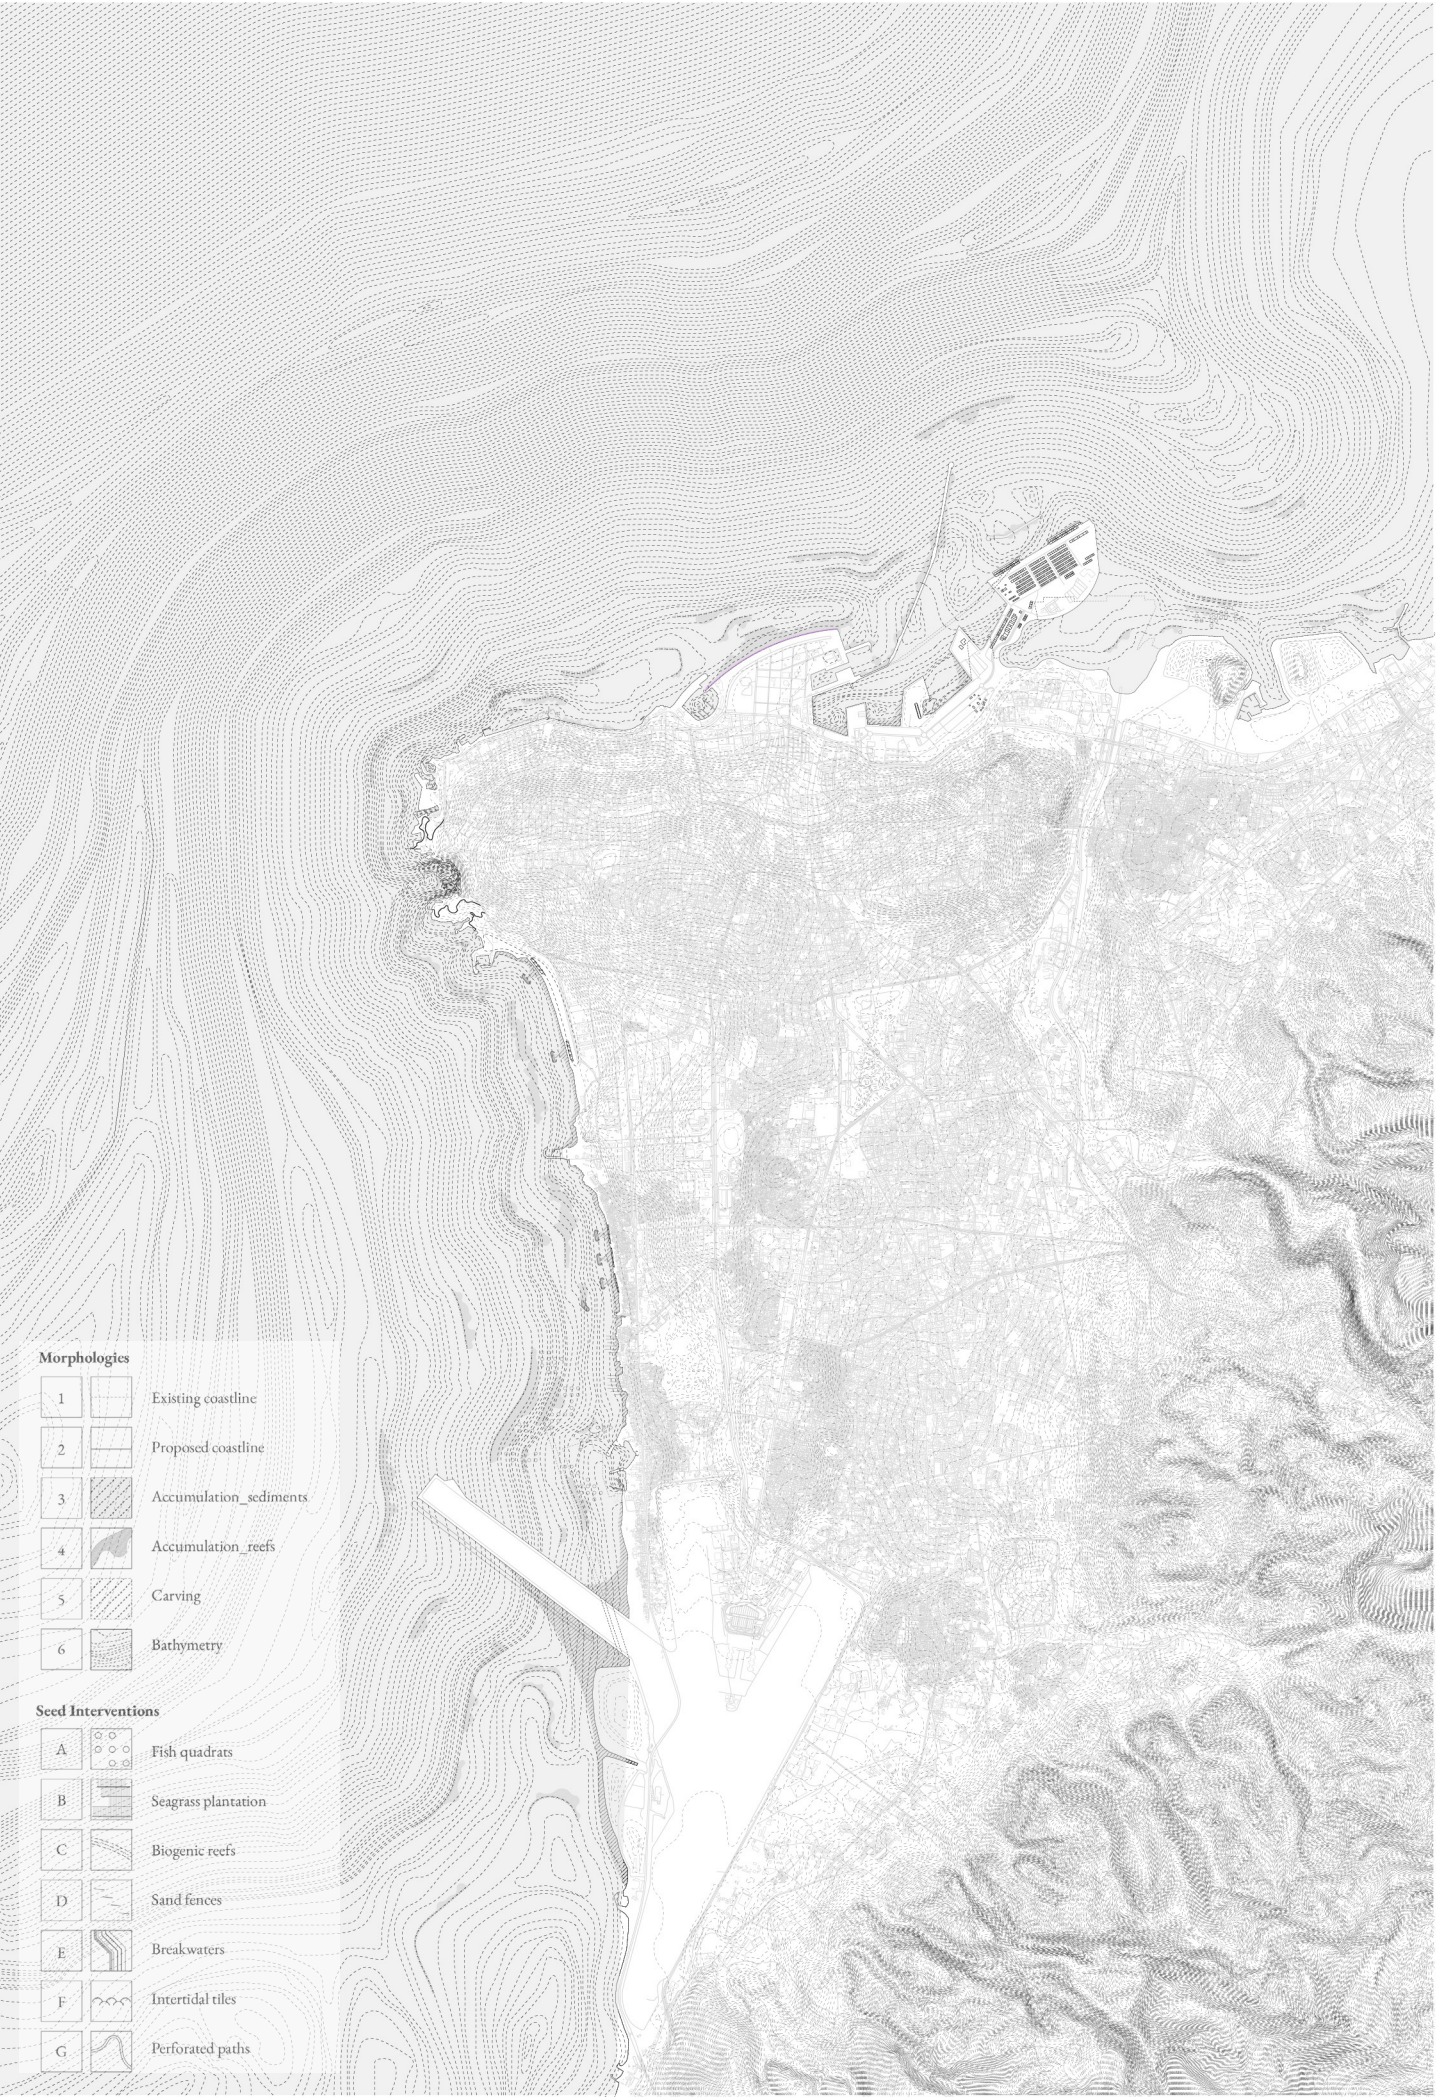 Morphologies
1 Existing coastline
2 Proposed coastline
3 Accumulation_sediments
4 Accumulation_reefs
5 Carving
6 Bathymetry
Seed Interventions
A Fish quadrats
B Seagrass plantation
C Biogenic reefs
D Sand fences
E Breakwaters
F Intertidal tiles
G Perforated paths